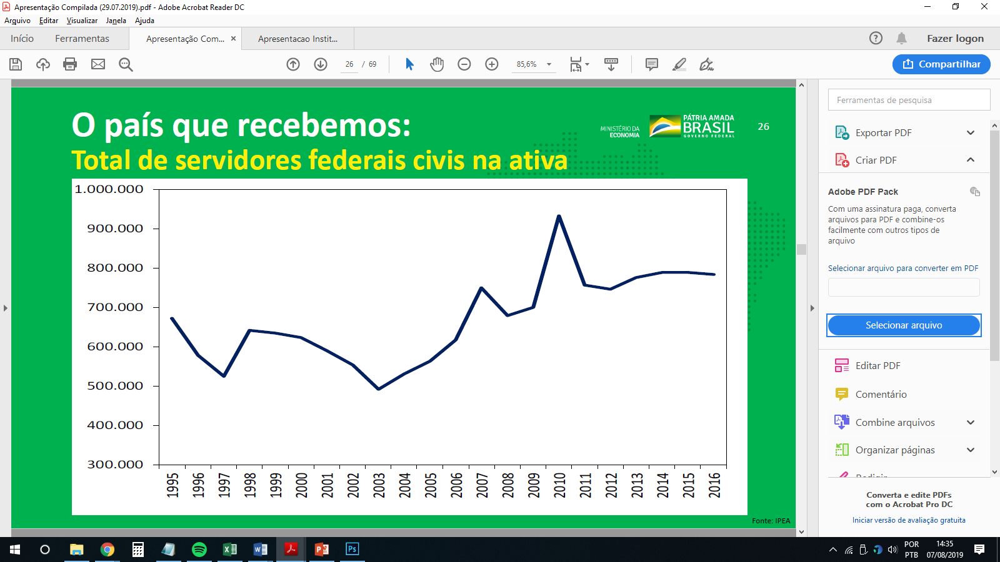 Apresentação Compilada (29.07.2019).pdf - Adobe Acrobat Reader DC
Arquivo Editar Visualizar Janela Ajuda
Início Ferramentas Apresentação Com... × Apresentacao Instit... Fazer logon
26 / 69 85,6% Compartilhar
O país que recebemos:
Total de servidores federais civis na ativa
MINISTÉRIO DA
ECONOMIA
PÁTRIA AMADA
BRASIL
GOVERNO FEDERAL
26
1.000.000
900.000
800.000
700.000
600.000
500.000
400.000
300.000
1995 1996 1997 1998 1999 2000 2001 2002 2003 2004 2005 2006 2007 2008 2009 2010 2011 2012 2013 2014 2015 2016
Fonte: IPEA
Ferramentas de pesquisa
Exportar PDF
Criar PDF
Adobe PDF Pack
Com uma assinatura paga, converta
arquivos para PDF e combine-os
facilmente com outros tipos de
arquivo
Selecionar arquivo para converter em PDF
Selecionar arquivo
Editar PDF
Comentário
Combine arquivos
Organizar páginas
Redigir
Converta e edite PDFs
com o Acrobat Pro DC
Iniciar versão de avaliação gratuita
POR
PTB
14:35
07/08/2019